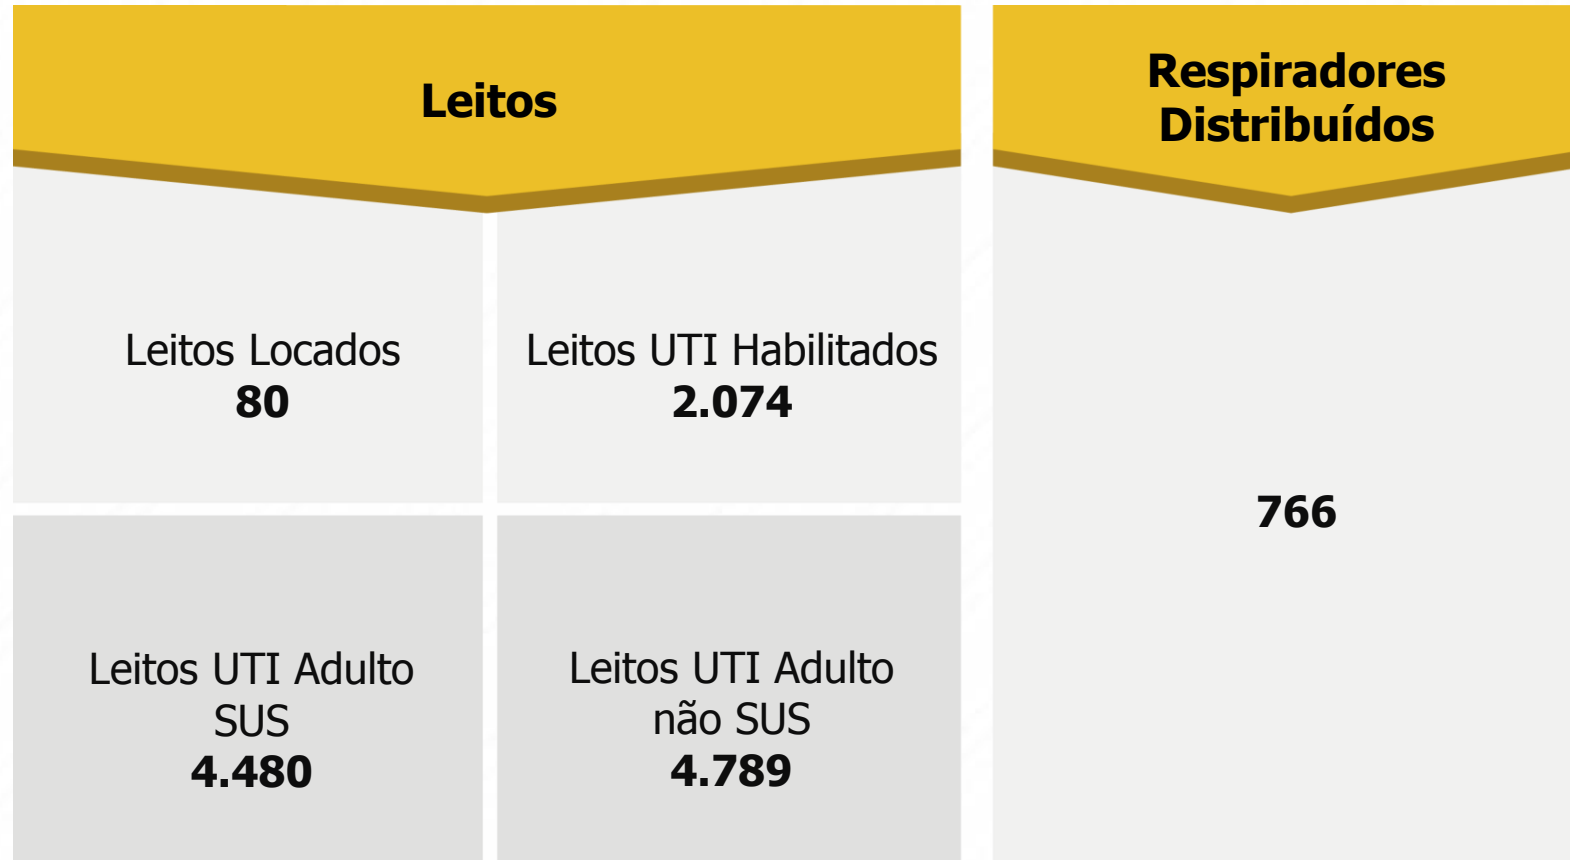 Leitos
Respiradores
Distribuídos
Leitos Locados
80
Leitos UTI Habilitados
2.074
766
Leitos UTI Adulto
SUS
4.480
Leitos UTI Adulto
não SUS
4.789